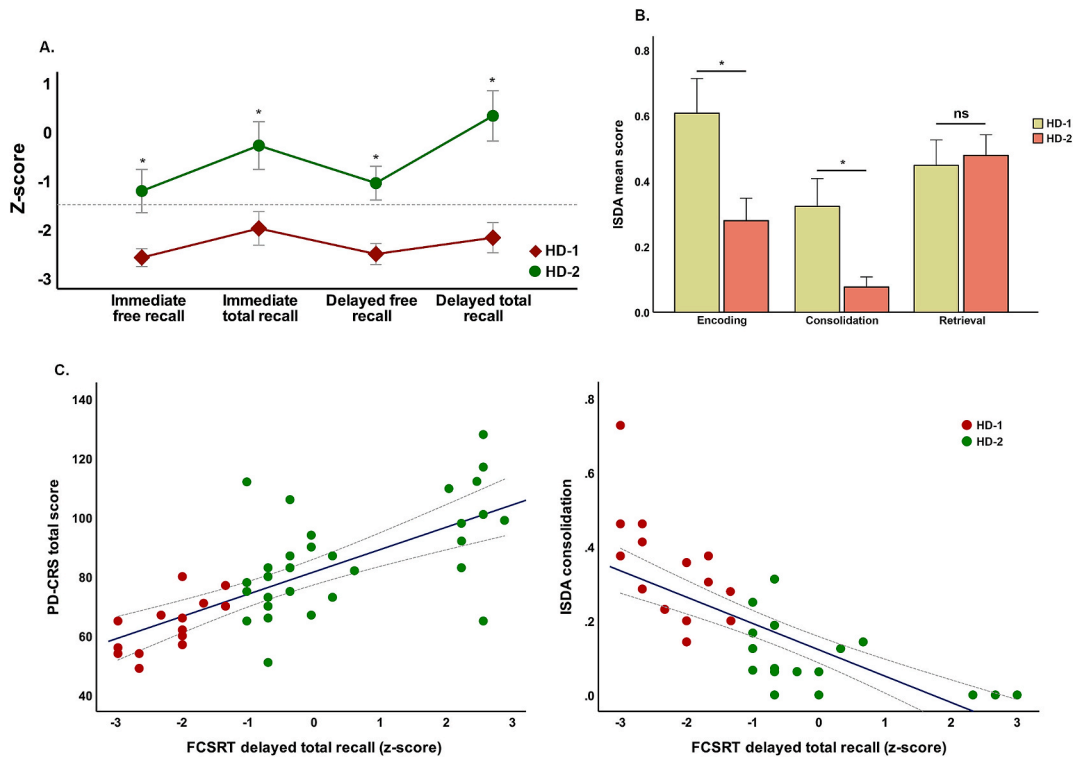 A.
Z-score
1
0
-1
-2
-3
*
*
*
*
HD-1
HD-2
Immediate
free recall
Immediate
total recall
Delayed free
recall
Delayed total
recall
B.
ISDA mean score
0.8
0.6
0.4
0.2
0.0
*
*
ns
HD-1
HD-2
Encoding
Consolidation
Retrieval
C.
PD-CRS total score
140
120
100
80
60
40
-3
-2
-1
0
1
2
3
FCSRT delayed total recall (z-score)
ISDA consolidation
.8
.6
.4
.2
.0
HD-1
HD-2
-3
-2
-1
0
1
2
3
FCSRT delayed total recall (z-score)